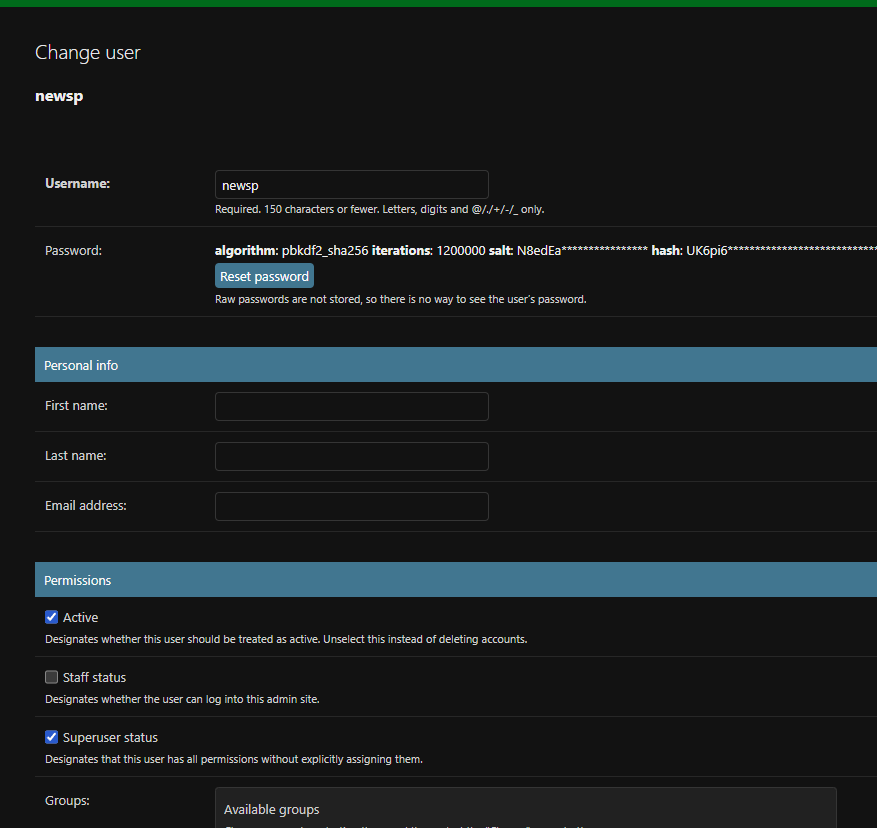 Change user
newsp
Username:
newsp
Required. 150 characters or fewer. Letters, digits and @/./+/-/_ only.
Password:
algorithm: pbkdf2_sha256 iterations: 1200000 salt: N8edEa**************** hash: UK6pi6****************************
Reset password
Raw passwords are not stored, so there is no way to see the user’s password.
Personal info
First name:
Last name:
Email address:
Permissions
Active
Designates whether this user should be treated as active. Unselect this instead of deleting accounts.
Staff status
Designates whether the user can log into this admin site.
Superuser status
Designates that this user has all permissions without explicitly assigning them.
Groups:
Available groups